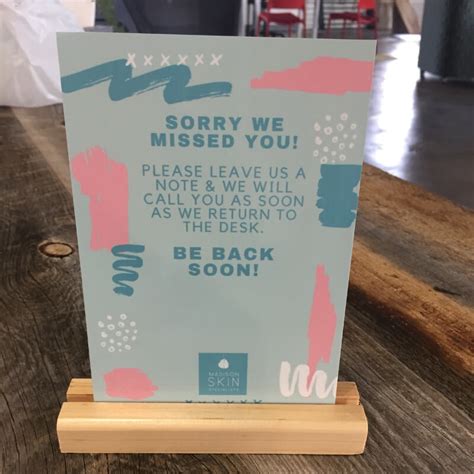 SORRY WE
MISSED YOU!
PLEASE LEAVE US A
NOTE & WE WILL
CALL YOU AS SOON
AS WE RETURN TO
THE DESK.
BE BACK
SOON!
SKIN